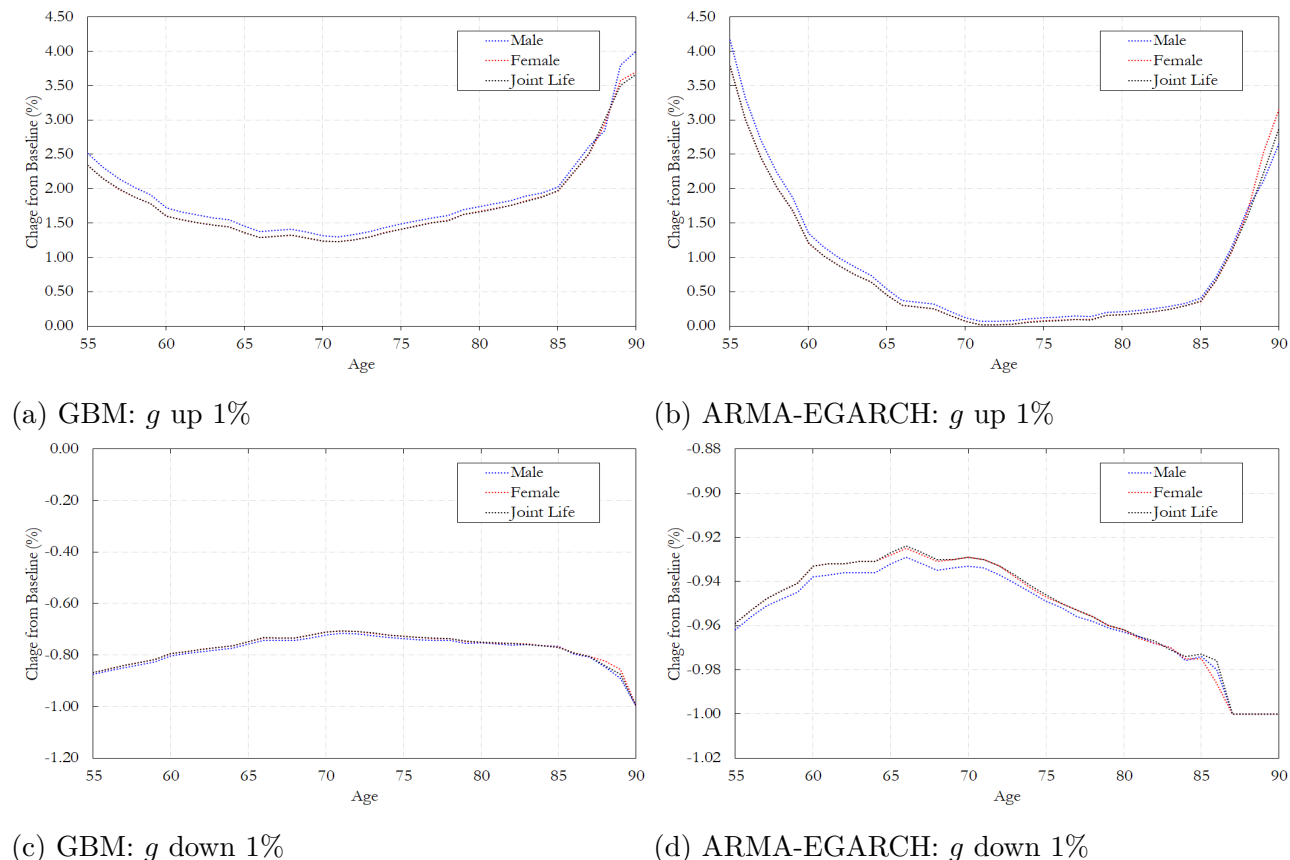 4.50
4.00
3.50
3.00
2.50
2.00
1.50
1.00
0.50
0.00
Chage from Baseline (%)
55 60 65 70 75 80 85 90
Age
Male
Female
Joint Life
(a) GBM: g up 1%
4.50
4.00
3.50
3.00
2.50
2.00
1.50
1.00
0.50
0.00
Chage from Baseline (%)
55 60 65 70 75 80 85 90
Age
Male
Female
Joint Life
(b) ARMA-EGARCH: g up 1%
0.00
-0.20
-0.40
-0.60
-0.80
-1.00
-1.20
Chage from Baseline (%)
55 60 65 70 75 80 85 90
Age
Male
Female
Joint Life
(c) GBM: g down 1%
-0.88
-0.90
-0.92
-0.94
-0.96
-0.98
-1.00
-1.02
Chage from Baseline (%)
55 60 65 70 75 80 85 90
Age
Male
Female
Joint Life
(d) ARMA-EGARCH: g down 1%